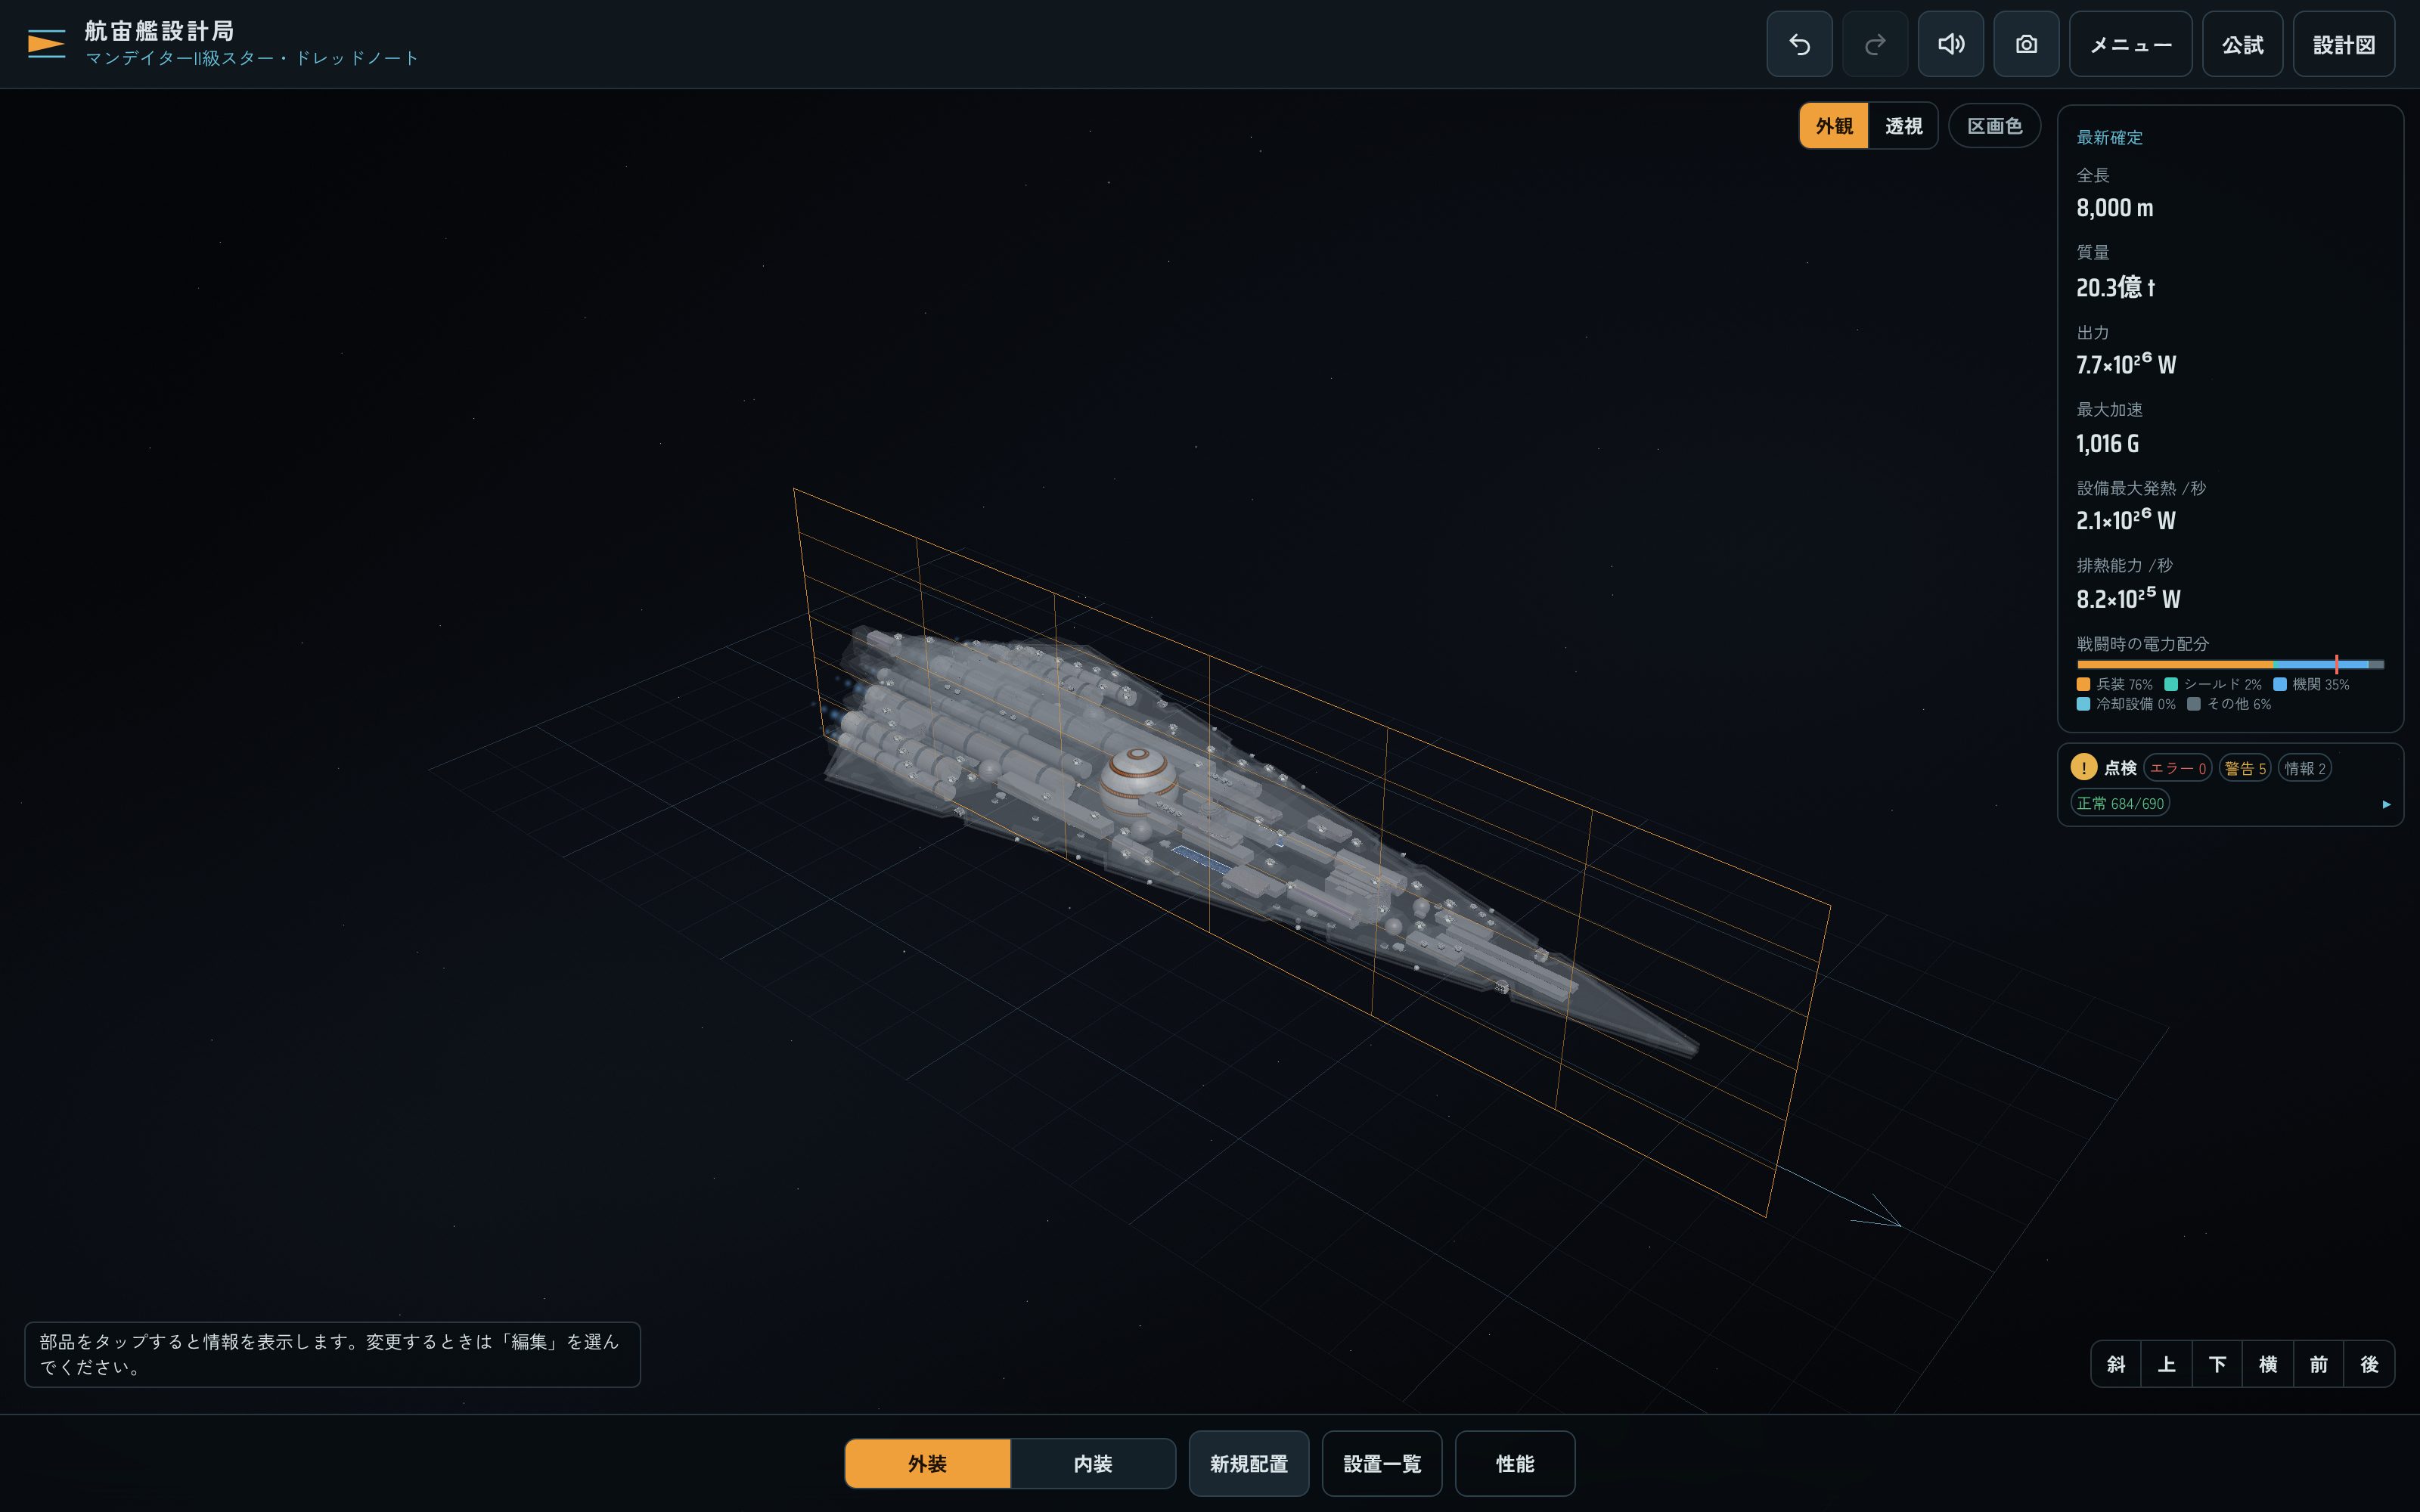 航宙艦設計局
マンデイターII級スター・ドレッドノート
メニュー
公試
設計図
外観
透視
区画色
最新確定
全長
8,000 m
質量
20.3億 t
出力
7.7×10²⁶ W
最大加速
1,016 G
設備最大発熱 /秒
2.1×10²⁶ W
排熱能力 /秒
8.2×10²⁵ W
戦闘時の電力配分
兵装 76% シールド 2% 機関 35%
冷却設備 0% その他 6%
! 点検 エラー 0 警告 5 情報 2
正常 684/690
部品をタップすると情報を表示します。変更するときは「編集」を選ん
でください。
斜 上 下 横 前 後
外装
内装
新規配置
設置一覧
性能